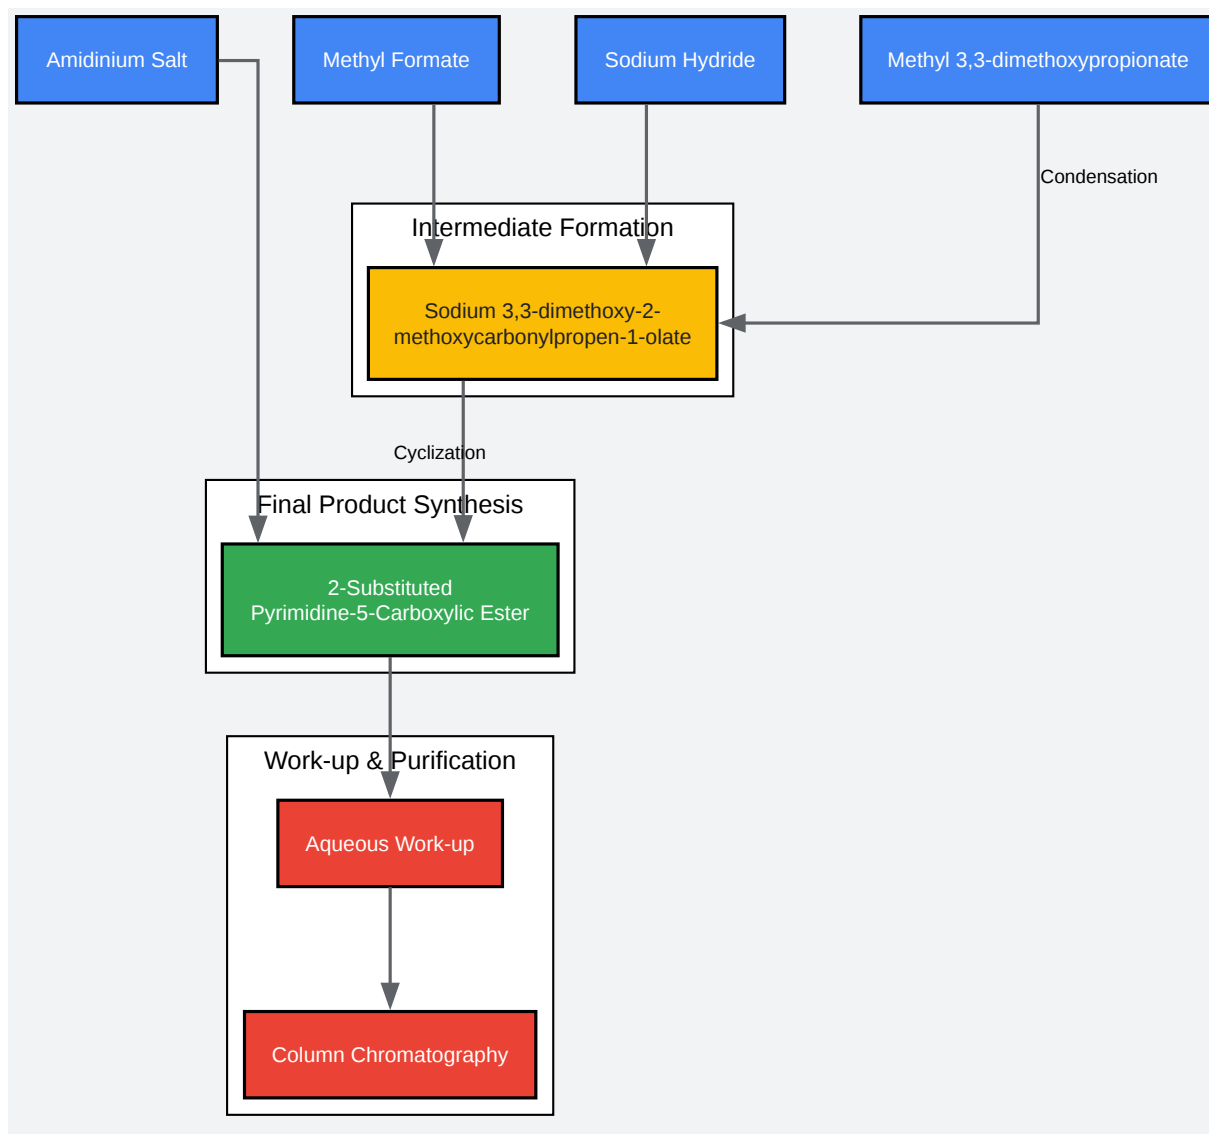 Amidinium Salt
Methyl Formate
Sodium Hydride
Methyl 3,3-dimethoxypropionate
Condensation
Intermediate Formation
Sodium 3,3-dimethoxy-2-
methoxycarbonylpropen-1-olate
Cyclization
Final Product Synthesis
2-Substituted
Pyrimidine-5-Carboxylic Ester
Work-up & Purification
Aqueous Work-up
Column Chromatography